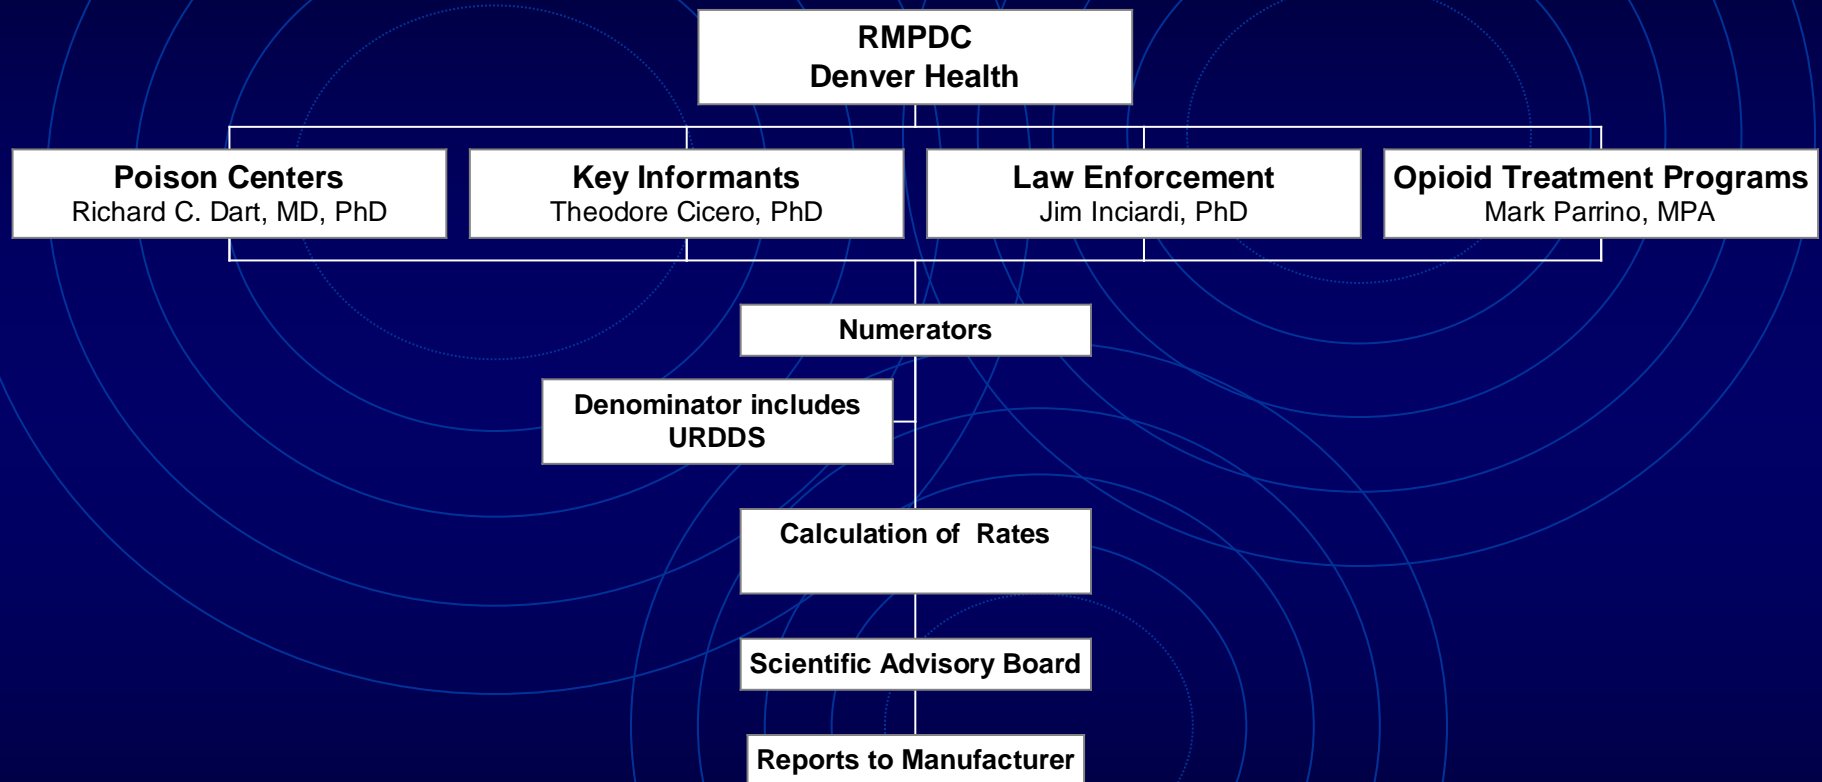 RMPDC
Denver Health
Poison Centers
Richard C. Dart, MD, PhD
Key Informants
Theodore Cicero, PhD
Law Enforcement
Jim Inciardi, PhD
Opioid Treatment Programs
Mark Parrino, MPA
Numerators
Denominator includes
URDDS
Calculation of Rates
Scientific Advisory Board
Reports to Manufacturer